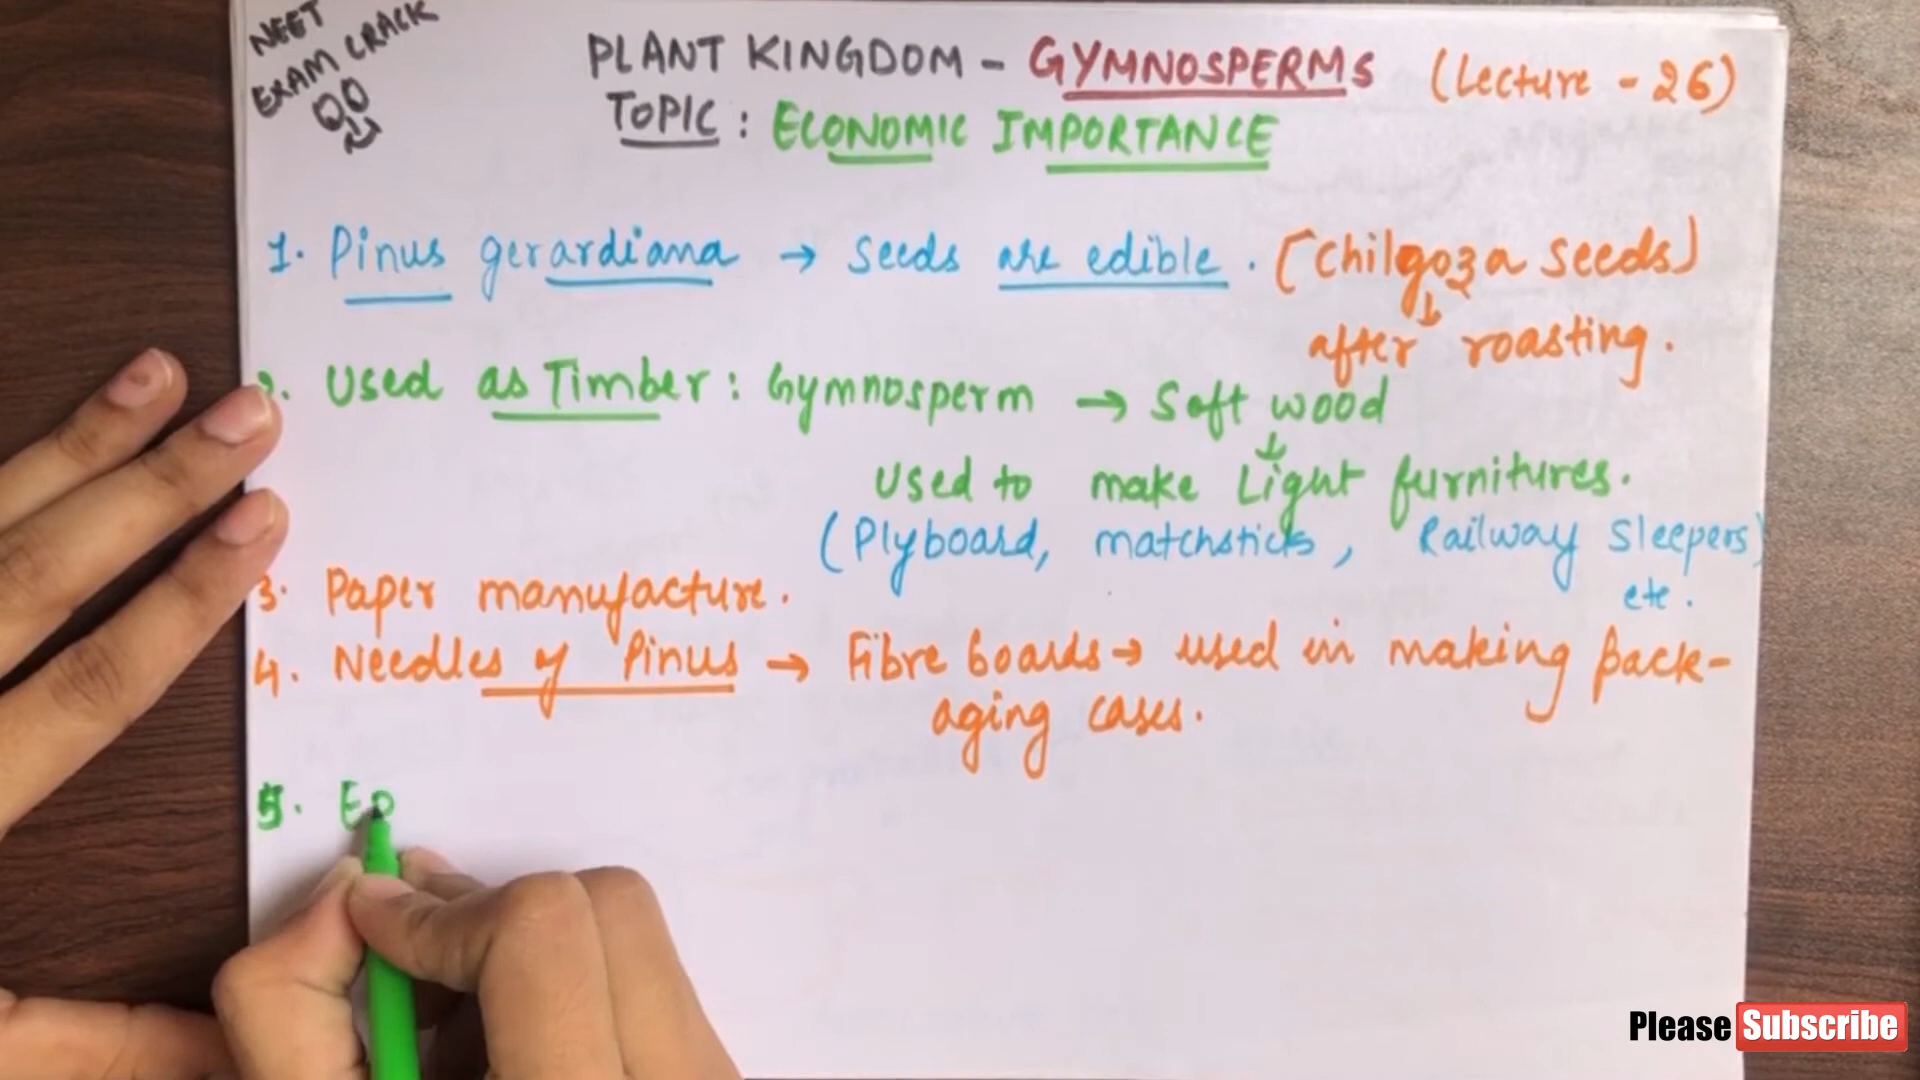 NEET
EXAM CRACK
PLANT KINGDOM - GYMNOSPERMS (Lecture - 26)
TOPIC : ECONOMIC IMPORTANCE
1. Pinus gerardiana → seeds are edible. (Chilgoza seeds)
↓
after roasting.
2. Used as Timber : Gymnosperm → Soft wood
↓
used to make Light furnitures.
(Plyboard, matchsticks, Railway Sleepers)
etc.
3. Paper manufacture.
4. Needles of Pinus → Fibre boards → used in making pack-
aging cases.
5. Ep
Please Subscribe